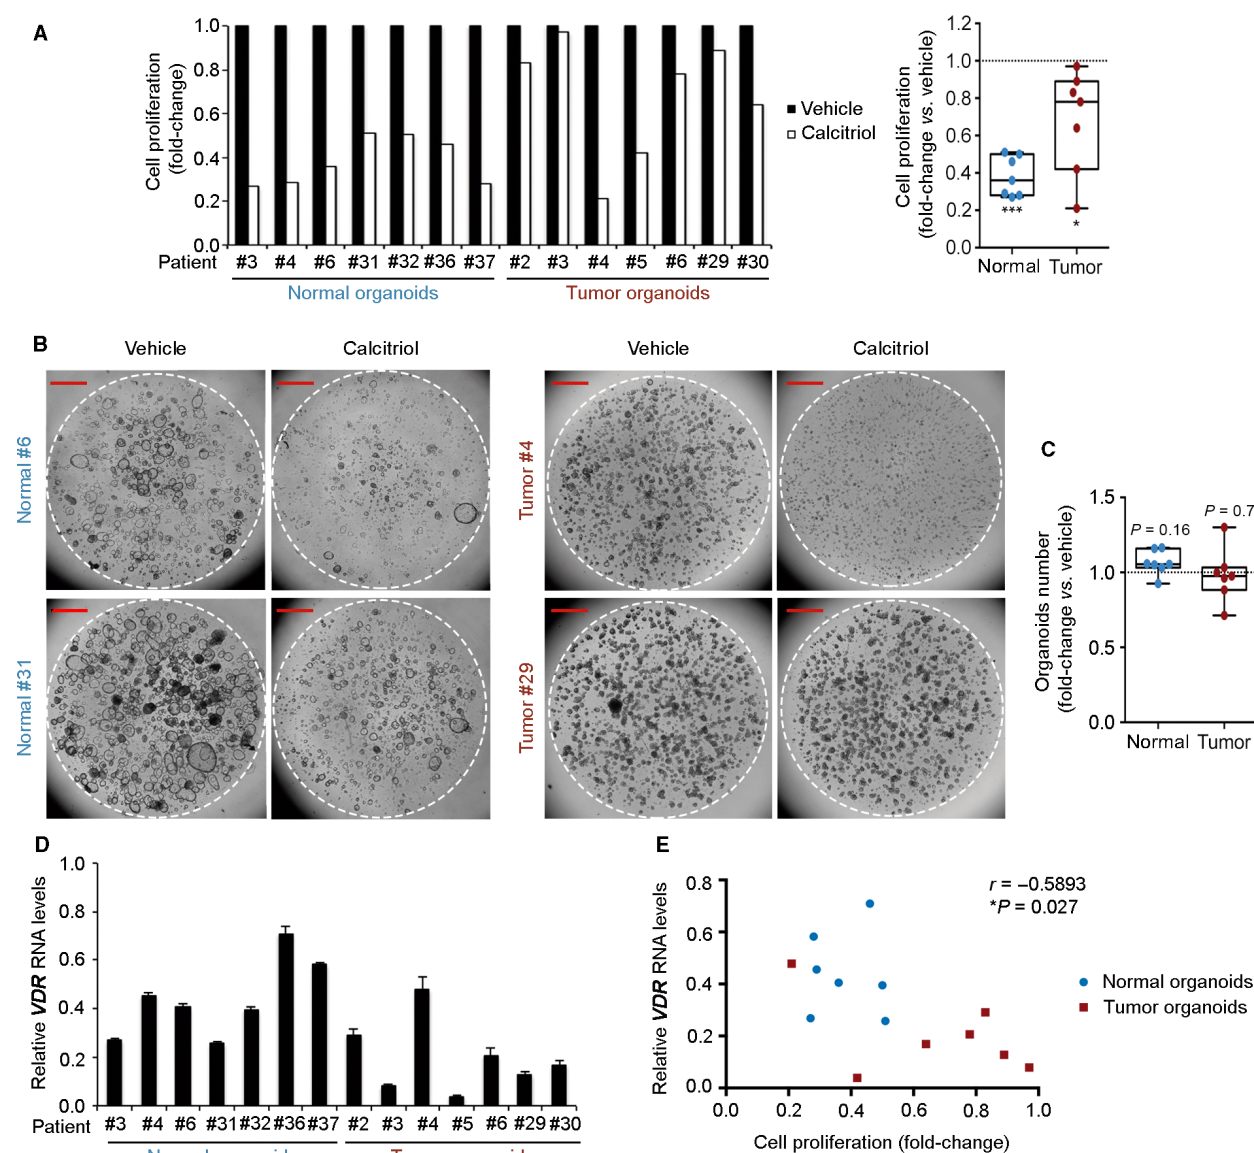 A
Cell proliferation
(fold-change)
1.0
0.8
0.6
0.4
0.2
0.0
Patient #3 #4 #6 #31 #32 #36 #37 #2 #3 #4 #5 #6 #29 #30
Normal organoids
Tumor organoids
Vehicle
Calcitriol
Cell proliferation
(fold-change vs. vehicle)
1.2
1.0
0.8
0.6
0.4
0.2
0.0
***
*
Normal Tumor
B
Vehicle Calcitriol Vehicle Calcitriol
Normal #6
Tumor #4
Normal #31
Tumor #29
C
Organoids number
(fold-change vs. vehicle)
1.5
1.0
0.5
0.0
P = 0.16
P = 0.7
Normal Tumor
D
Relative VDR RNA levels
1.0
0.8
0.6
0.4
0.2
0.0
Patient #3 #4 #6 #31 #32 #36 #37 #2 #3 #4 #5 #6 #29 #30
E
Relative VDR RNA levels
0.8
0.6
0.4
0.2
0.0
r = –0.5893
*P = 0.027
Normal organoids
Tumor organoids
0.0 0.2 0.4 0.6 0.8 1.0
Cell proliferation (fold-change)